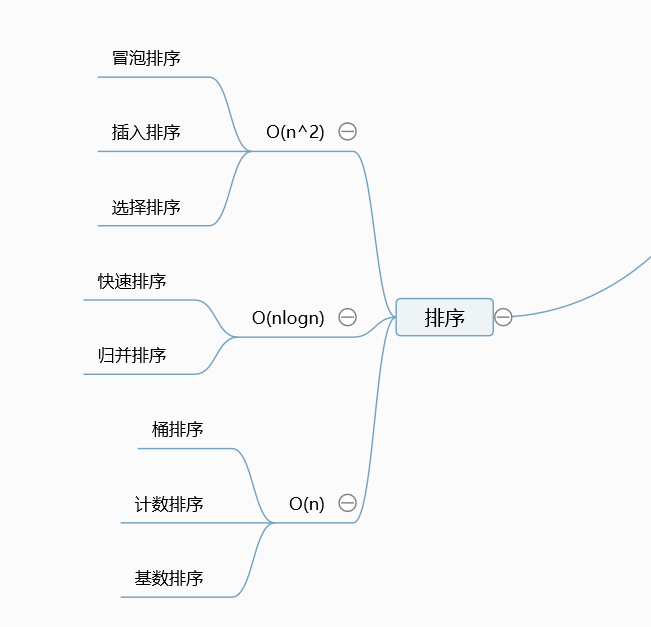 冒泡排序
插入排序
O(n^2)
选择排序
快速排序
O(nlogn)
排序
归并排序
桶排序
计数排序
O(n)
基数排序